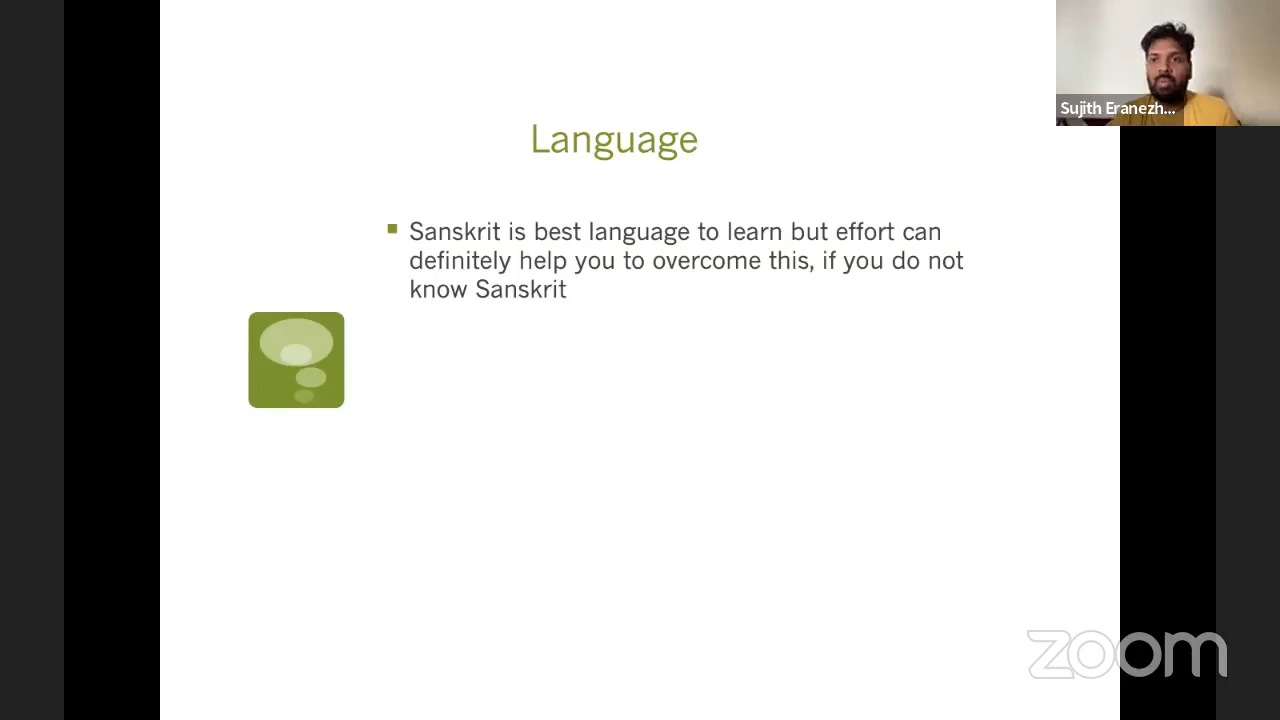 Sujith Eranezh...
Language
Sanskrit is best language to learn but effort can
definitely help you to overcome this, if you do not
know Sanskrit
zoom